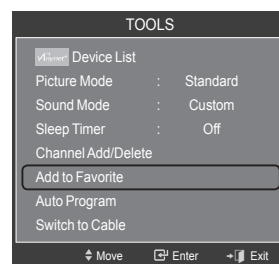 TOOLS
Anynet+ Device List
Picture Mode : Standard
Sound Mode : Custom
Sleep Timer : Off
Channel Add/Delete
Add to Favorite
Auto Program
Switch to Cable
Move Enter Exit